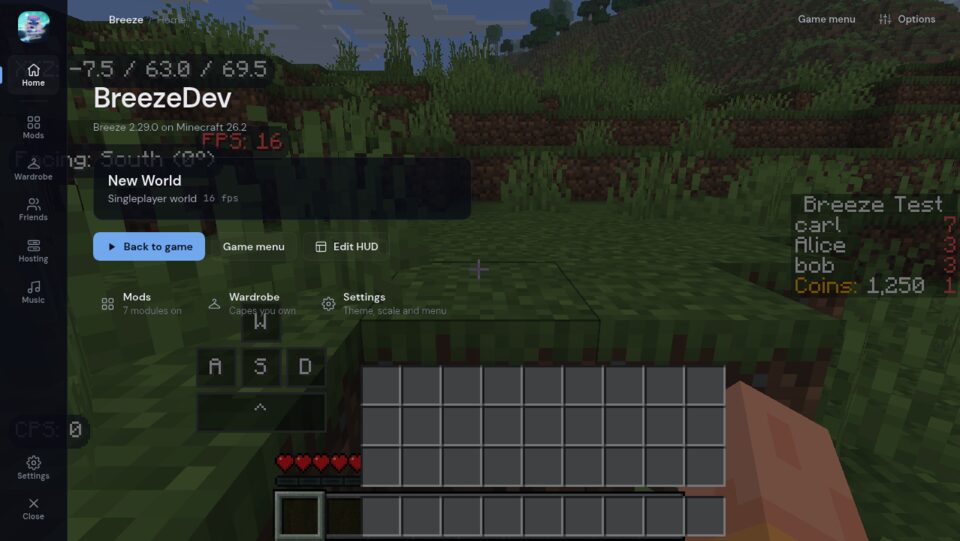 Breeze / Home
Game menu
Options
Home
XYZ: -7.5 / 63.0 / 69.5
BreezeDev
Breeze 2.29.0 on Minecraft 26.2
FPS: 16
Mods
Facing: South (0°)
Wardrobe
New World
Singleplayer world 16 fps
Friends
Breeze Test
carl 7
Alice 3
bob 3
Coins: 1,250 1
Hosting
Back to game
Game menu
Edit HUD
Music
Mods
7 modules on
Wardrobe
Capes you own
Settings
Theme, scale and menu
W
A S D
^
CPS: 0
Settings
Close